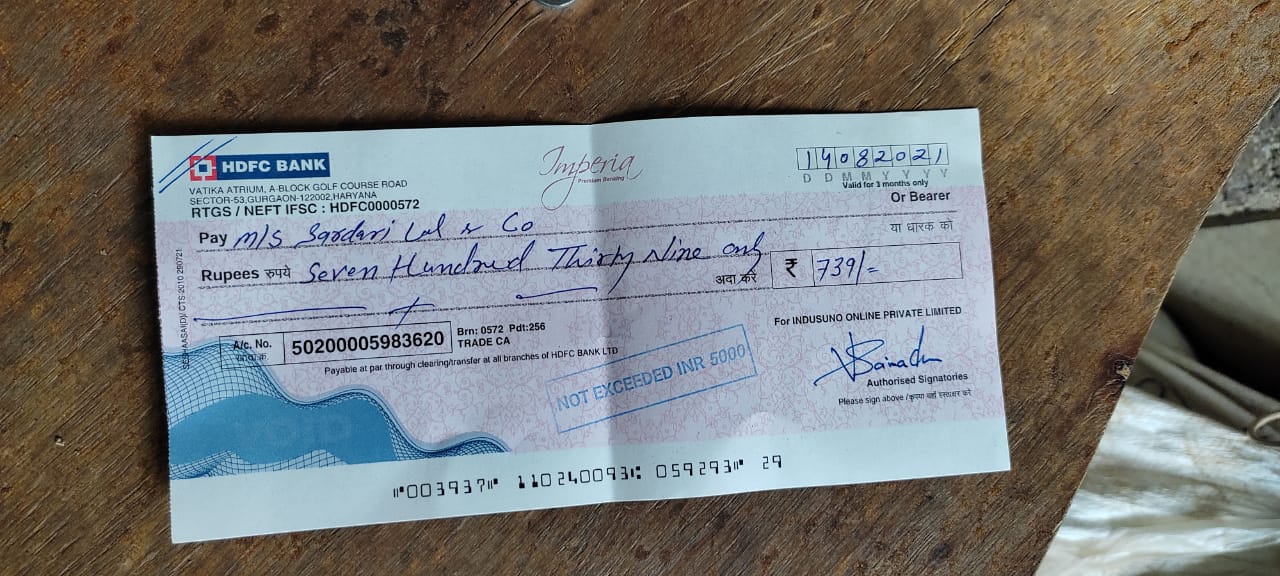 HDFC BANK
Imperia
Premium Banking
14082021
D D M M Y Y Y Y
Valid for 3 months only
VATIKA ATRIUM, A-BLOCK GOLF COURSE ROAD
SECTOR-53, GURGAON-122002, HARYANA
RTGS / NEFT IFSC : HDFC0000572
Or Bearer
Pay M/S Sardari Lal & Co
या धारक को
Rupees रुपये Seven Hundred Thirty Nine only
अदा करें ₹ 739/=
For INDUSUNO ONLINE PRIVATE LIMITED
A/c. No. 50200005983620 Brn: 0572 Pdt:256
TRADE CA
Payable at par through clearing/transfer at all branches of HDFC BANK LTD
NOT EXCEEDED INR 5000
Authorised Signatories
Please sign above / कृपया यहाँ हस्ताक्षर करें
⑈003937⑈ 110240093⑆ 059293⑈ 29